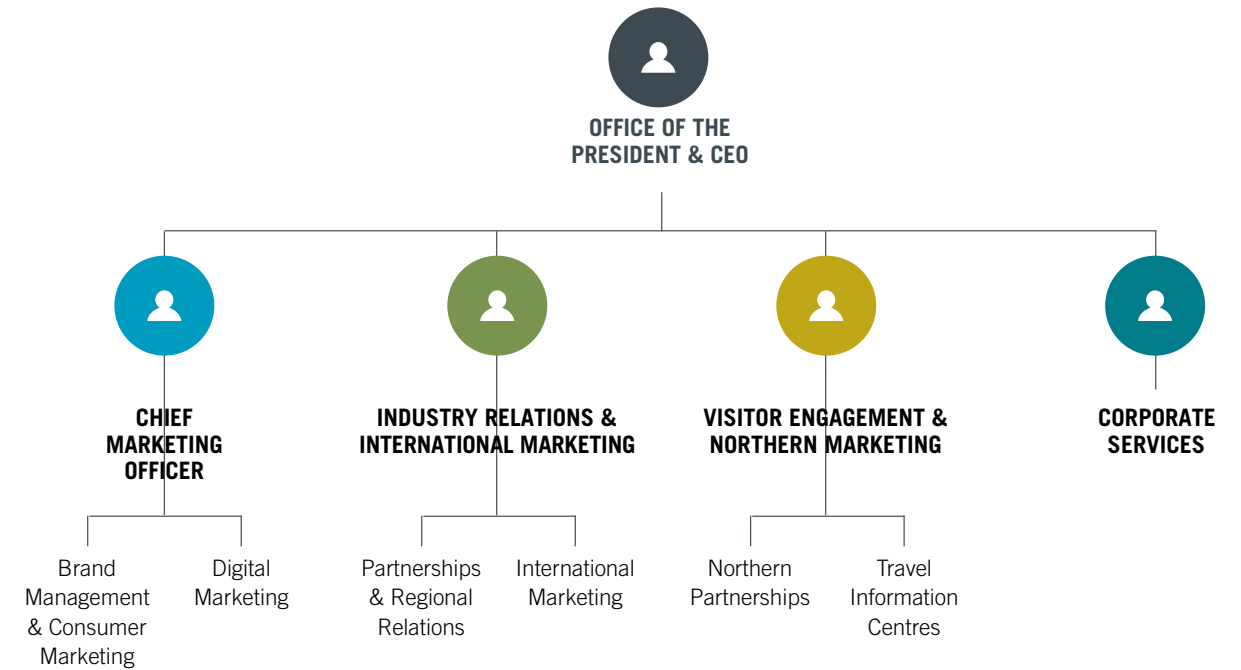 OFFICE OF THE
PRESIDENT & CEO
CHIEF
MARKETING
OFFICER
INDUSTRY RELATIONS &
INTERNATIONAL MARKETING
VISITOR ENGAGEMENT &
NORTHERN MARKETING
CORPORATE
SERVICES
Brand
Management
& Consumer
Marketing
Digital
Marketing
Partnerships
& Regional
Relations
International
Marketing
Northern
Partnerships
Travel
Information
Centres